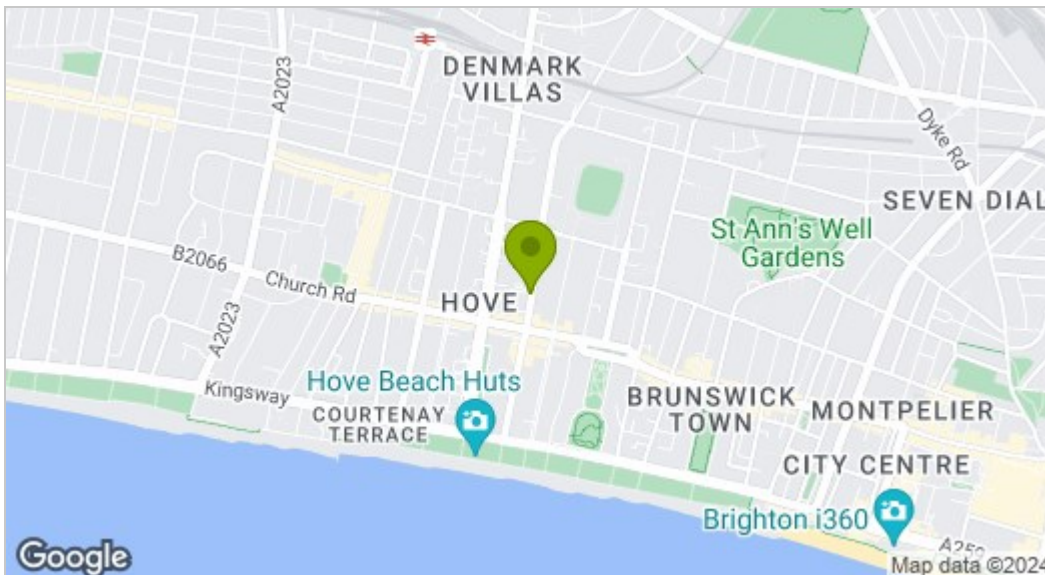 DENMARK
VILLAS
A2023
Dyke Rd
SEVEN DIAL
St Ann's Well
Gardens
B2066
Church Rd
HOVE
A2023
Kingsway
Hove Beach Huts
COURTENAY
TERRACE
BRUNSWICK
TOWN
MONTPELIER
CITY CENTRE
Brighton i360
A259
Google
Map data ©2024